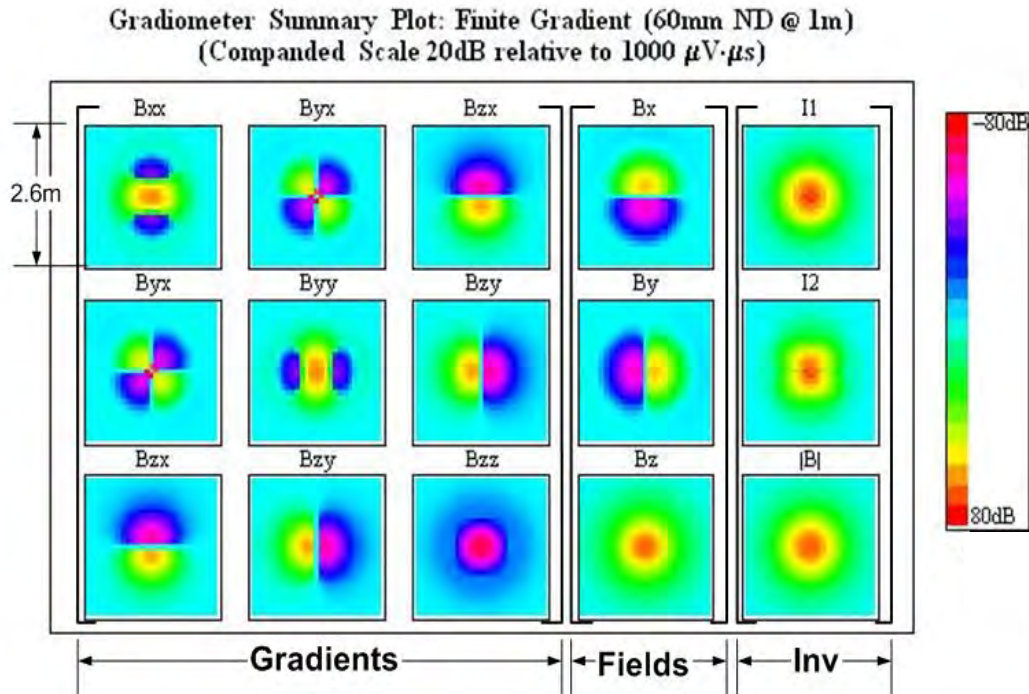 Gradiometer Summary Plot: Finite Gradient (60mm ND @ 1m)
(Companded Scale 20dB relative to 1000 μV·μs)
Bxx Byx Bzx Bx I1
-80dB
2.6m
Byx Byy Bzy By I2
Bzx Bzy Bzz Bz |B|
80dB
Gradients Fields Inv